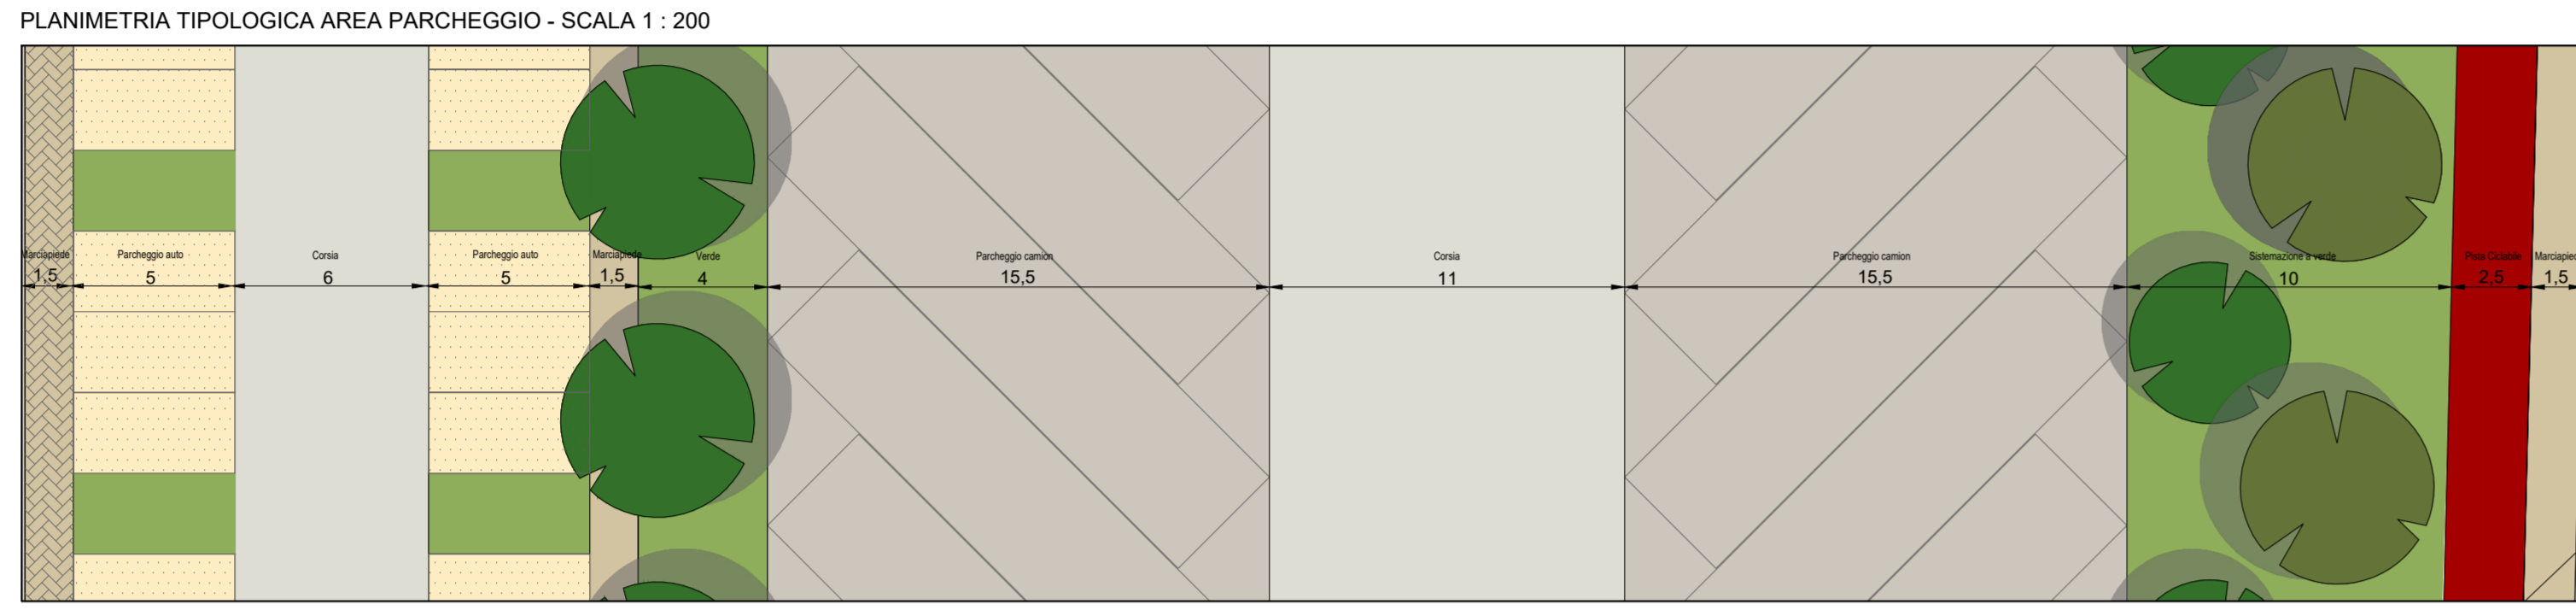 PLANIMETRIA TIPOLOGICA AREA PARCHEGGIO - SCALA 1 : 200
Marciapiede
1,5
Parcheggio auto
5
Corsia
6
Parcheggio auto
5
Marciapiede
1,5
Verde
4
Parcheggio camion
15,5
Corsia
11
Parcheggio camion
15,5
Sistemazione a verde
10
Pista Ciclabile
2,5
Marciapied
1,5